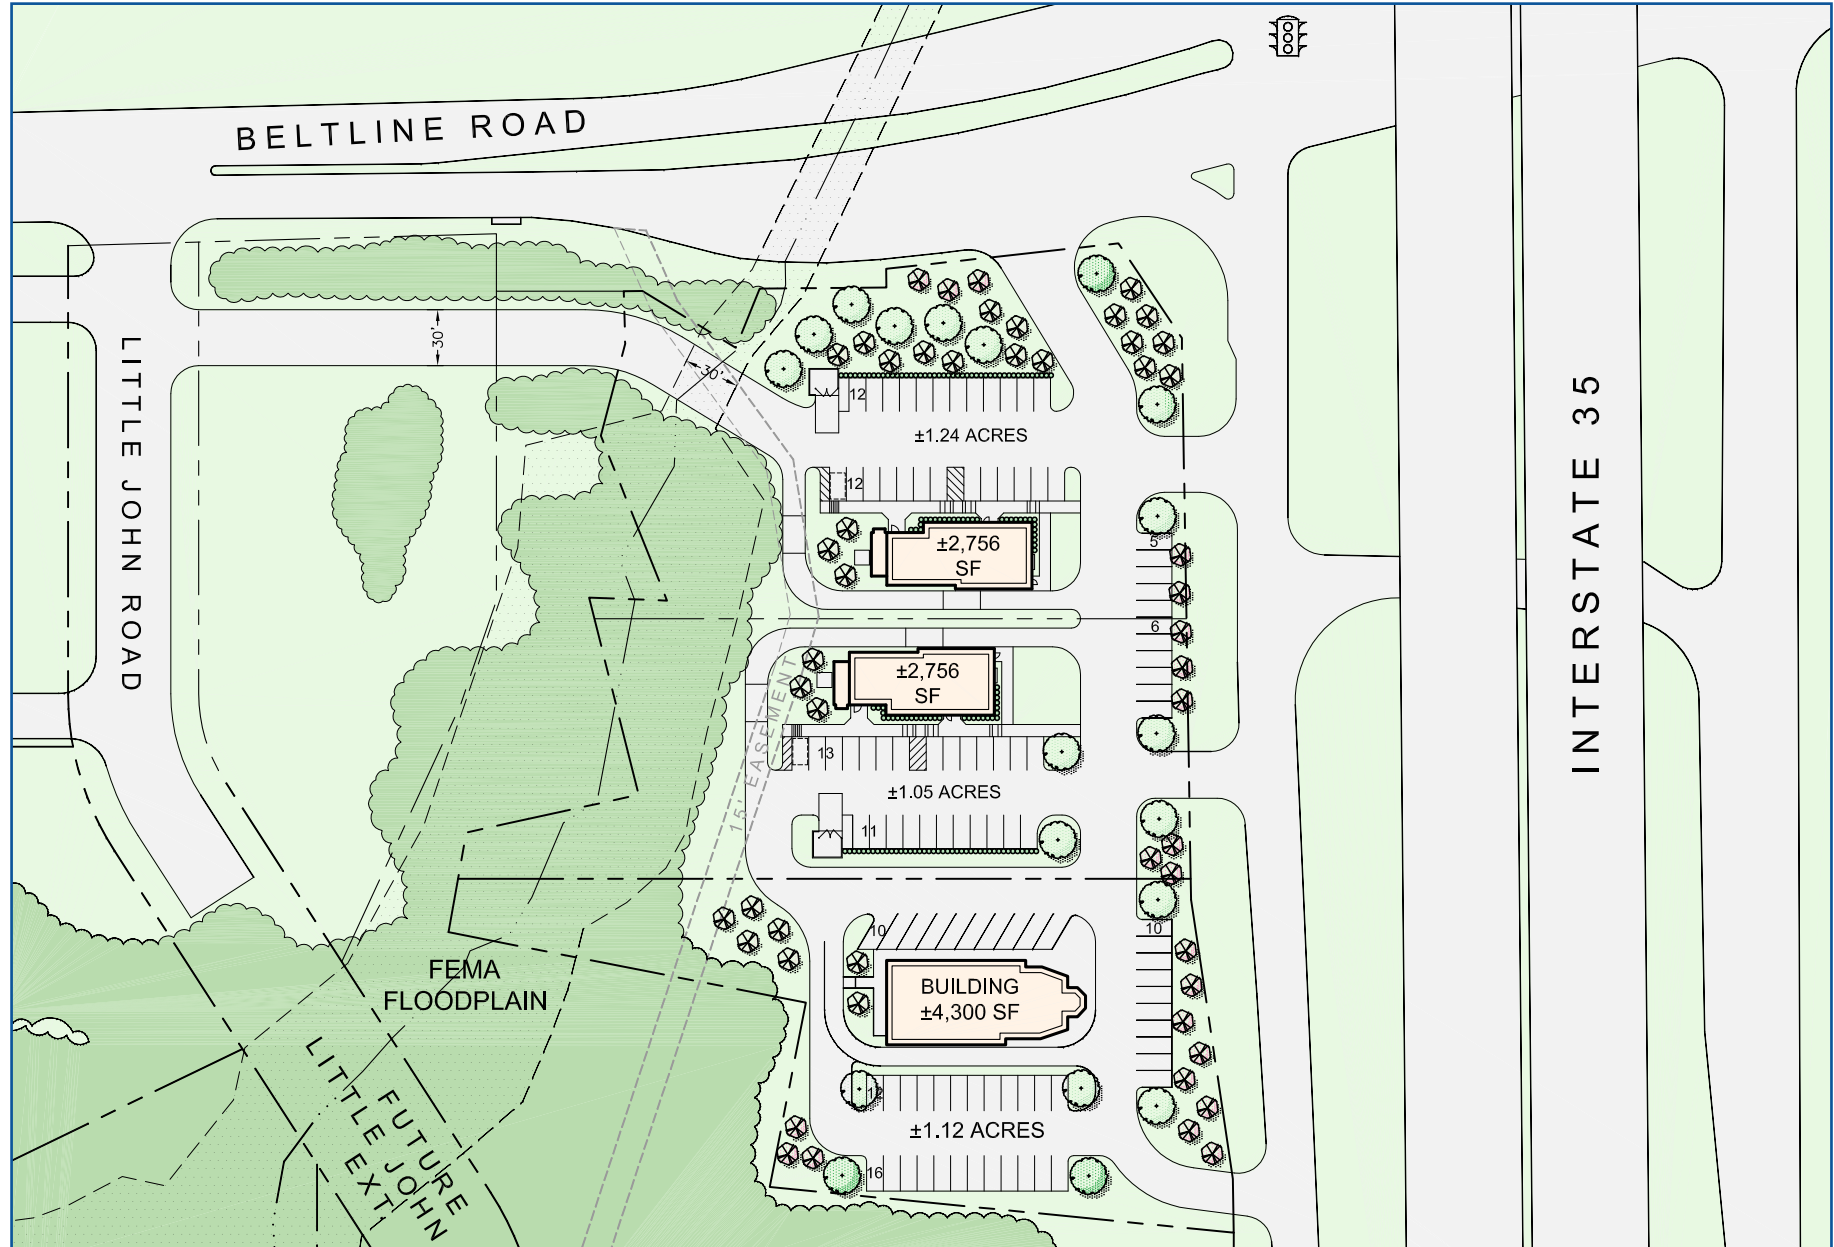 BELTLINE ROAD
30'
30'
12
±1.24 ACRES
LITTLE JOHN ROAD
INTERSTATE 35
12
±2,756
SF
5
6
±2,756
SF
15' EASEMENT
13
±1.05 ACRES
11
10
10
FEMA
FLOODPLAIN
BUILDING
±4,300 SF
FUTURE
LITTLE JOHN
EXT.
12
±1.12 ACRES
16